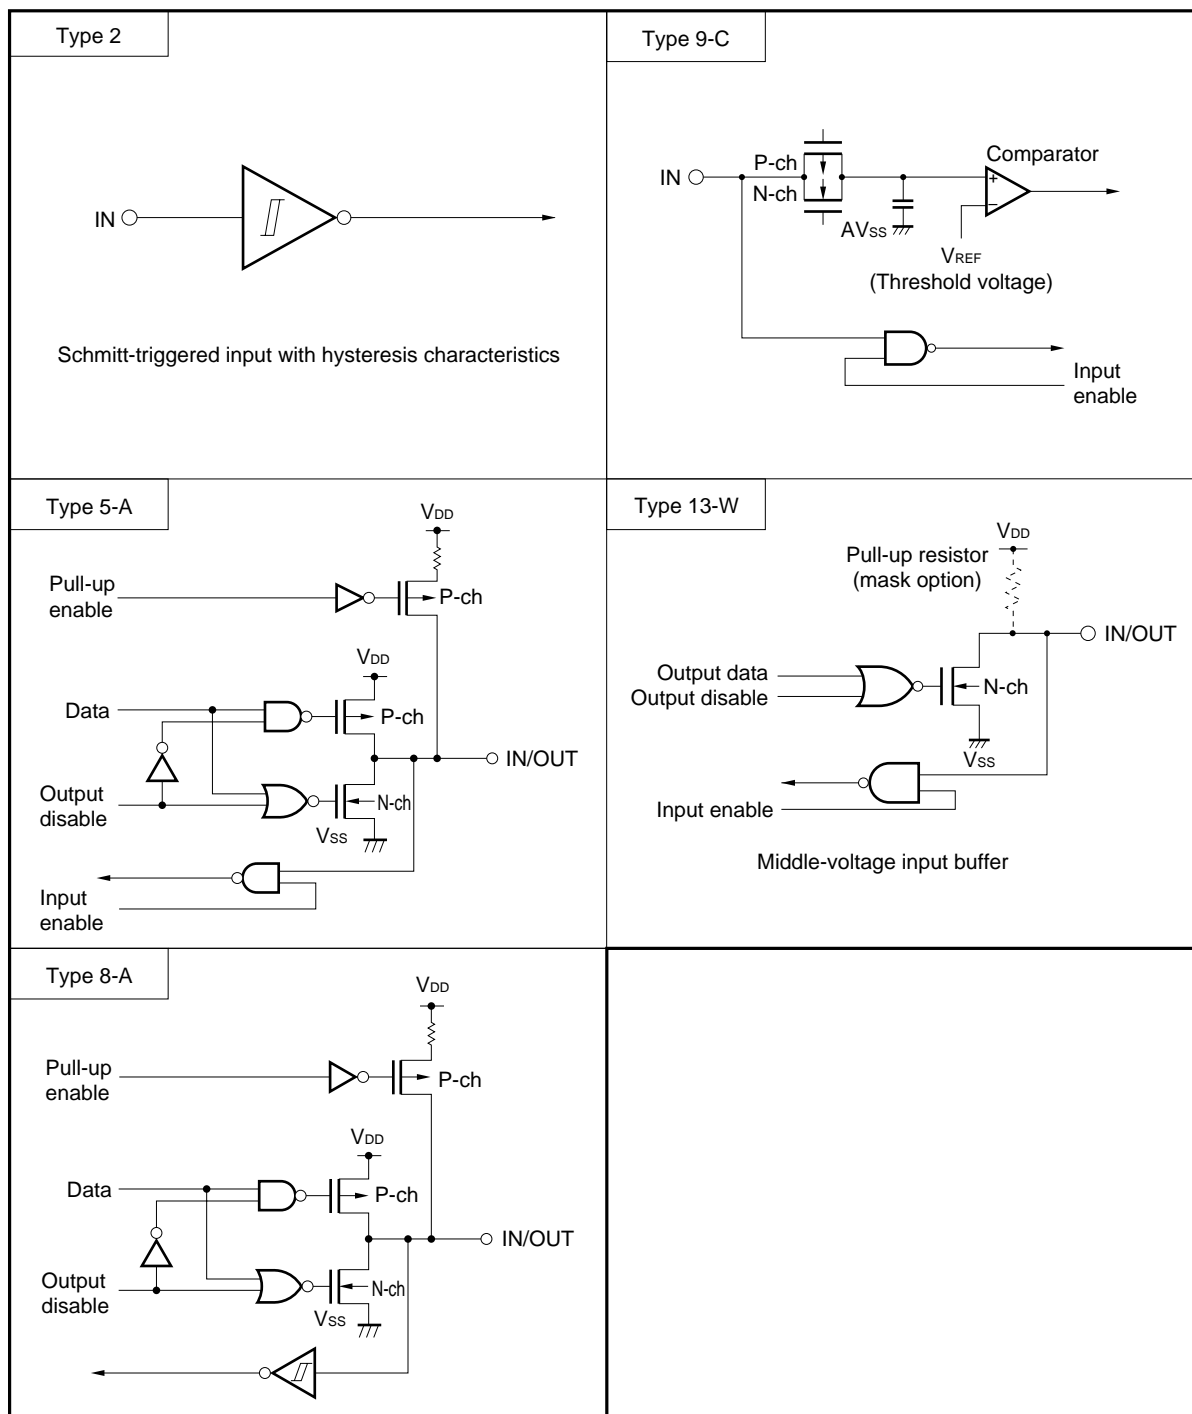 Type 2
IN
Schmitt-triggered input with hysteresis characteristics
Type 9-C
IN
P-ch
N-ch
Comparator
+
−
AVSS
VREF
(Threshold voltage)
Input
enable
Type 5-A
VDD
Pull-up
enable
P-ch
VDD
Data
P-ch
IN/OUT
Output
disable
N-ch
VSS
Input
enable
Type 13-W
VDD
Pull-up resistor
(mask option)
IN/OUT
Output data
Output disable
N-ch
VSS
Input enable
Middle-voltage input buffer
Type 8-A
VDD
Pull-up
enable
P-ch
VDD
Data
P-ch
IN/OUT
Output
disable
N-ch
VSS